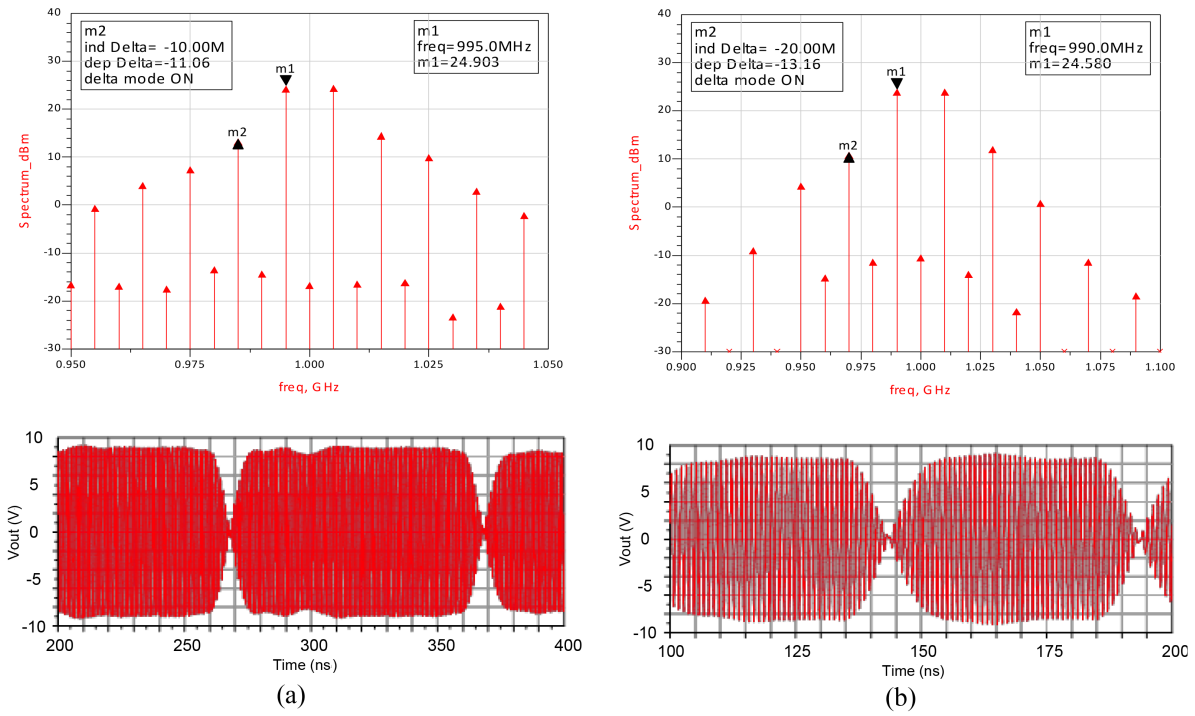 m2
ind Delta= -10.00M
dep Delta=-11.06
delta mode ON
m1
freq=995.0MHz
m1=24.903
40
30
20
10
0
-10
-20
-30
Spectrum_dBm
m1
m2
0.950
0.975
1.000
1.025
1.050
freq, GHz
m2
ind Delta= -20.00M
dep Delta=-13.16
delta mode ON
m1
freq=990.0MHz
m1=24.580
40
30
20
10
0
-10
-20
-30
Spectrum_dBm
m1
m2
0.900
0.925
0.950
0.975
1.000
1.025
1.050
1.075
1.100
freq, GHz
10
5
0
-5
-10
Vout (V)
200
250
300
350
400
Time (ns)
(a)
10
5
0
-5
-10
Vout (V)
100
125
150
175
200
Time (ns)
(b)